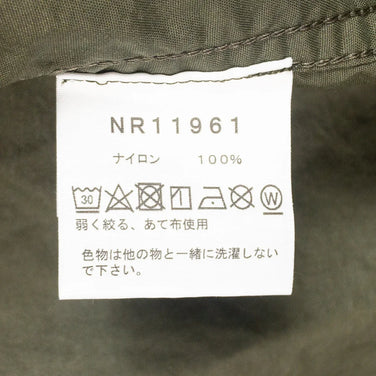 NR11961
ナイロン 100%
30 W
弱く絞る、あて布使用
色物は他の物と一緒に洗濯しない
で下さい。